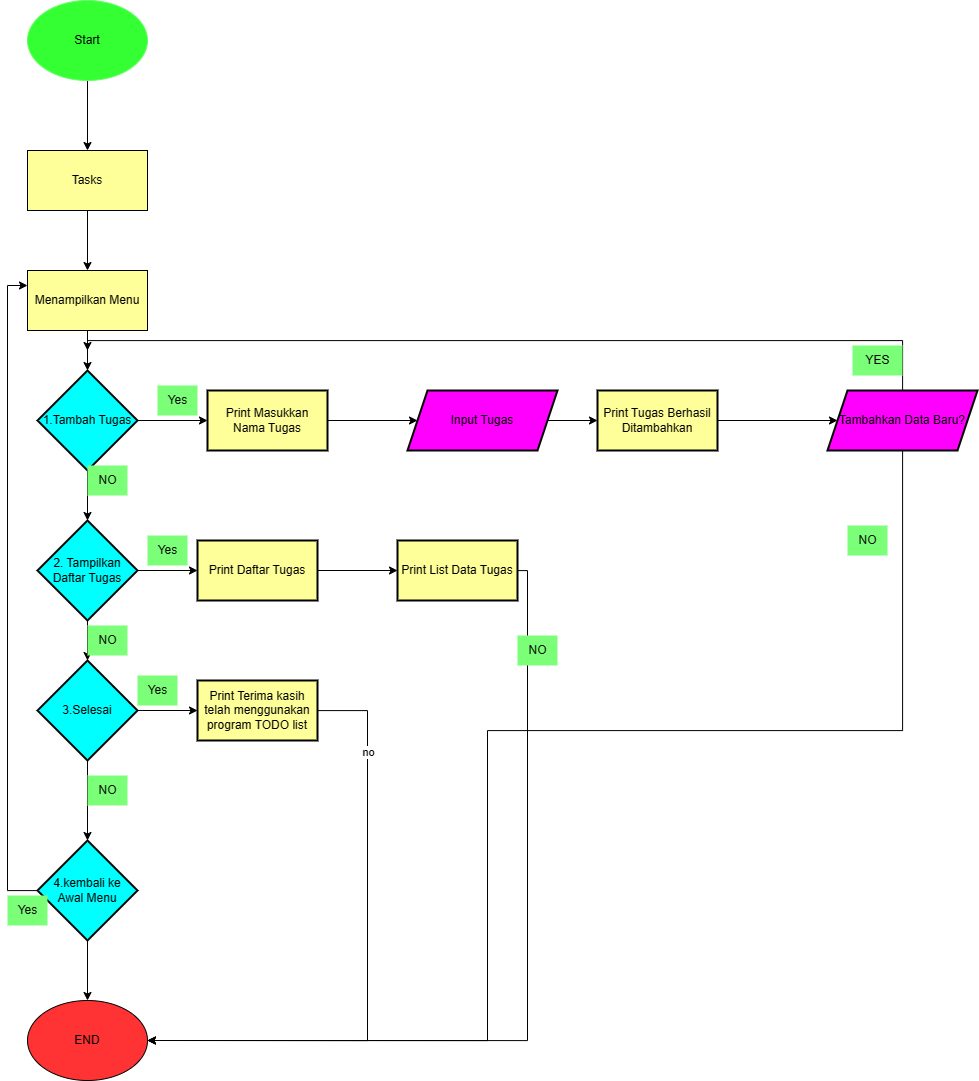 Start
Tasks
Menampilkan Menu
YES
1.Tambah Tugas
Yes
Print Masukkan
Nama Tugas
Input Tugas
Print Tugas Berhasil
Ditambahkan
Tambahkan Data Baru?
NO
NO
2. Tampilkan
Daftar Tugas
Yes
Print Daftar Tugas
Print List Data Tugas
NO
NO
3.Selesai
Yes
Print Terima kasih
telah menggunakan
program TODO list
no
NO
4.kembali ke
Awal Menu
Yes
END